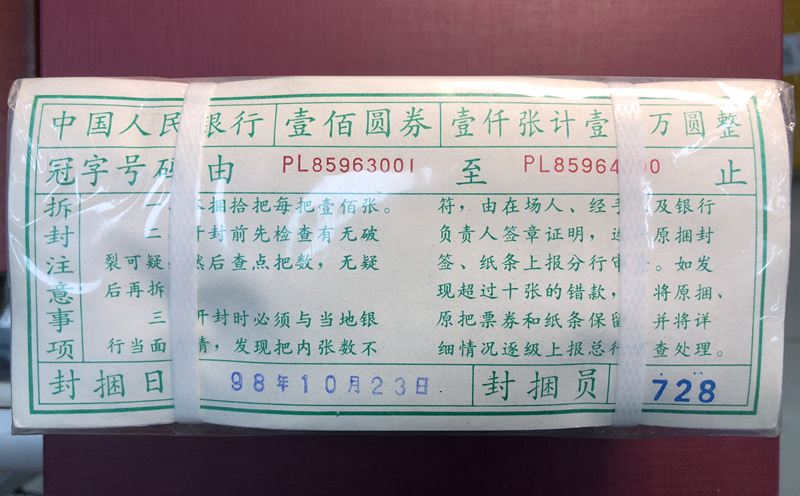 中国人民银行 壹佰圆券 壹仟张计壹 万圆整
冠字号码由 PL85963001 至 PL85964 00 止
拆封注意事项
一、 捆拾把每把壹佰张。
二、 开封前先检查有无破
裂可疑, 然后查点把数,无疑
后再拆
三、 开封时必须与当地银
行当面 清,发现把内张数不
符,由在场人、经手 及银行
负责人签章证明,连 原捆封
签、纸条上报分行审 。如发
现超过十张的错款, 将原捆、
原把票券和纸条保留 并将详
细情况逐级上报总行 查处理。
封捆日 98年10月23日 封捆员 728